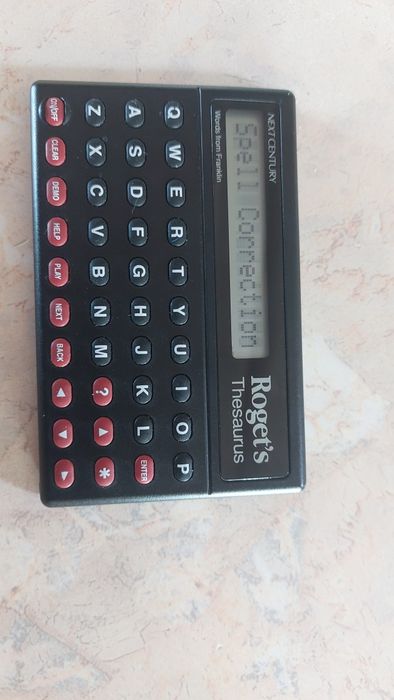 NEXT CENTURY
Spell Correction
Words from Franklin
Roget's
Thesaurus
Q W E R T Y U I O P
A S D F G H J K L ENTER
Z X C V B N M ? ▲ *
ON/OFF CLEAR DEMO HELP PLAY NEXT BACK ◀ ▼ ▶